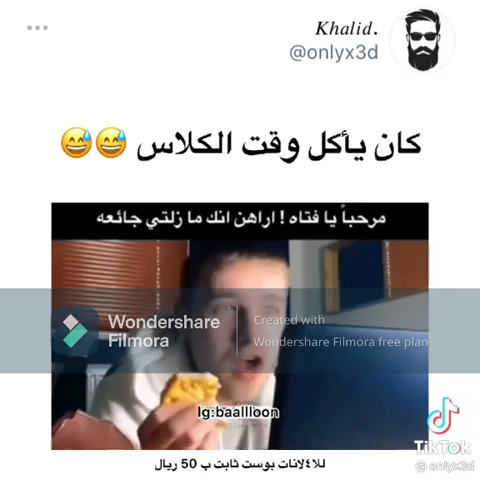 Khalid.
@onlyx3d
كان يأكل وقت الكلاس 😅😅
مرحباً يا فتاه ! اراهن انك ما زلتي جائعه
Wondershare
Filmora
Created with
Wondershare Filmora free plan
Ig:baallloon
TikTok
@onlyx3d
للاعلانات بوست ثابت ب 50 ريال